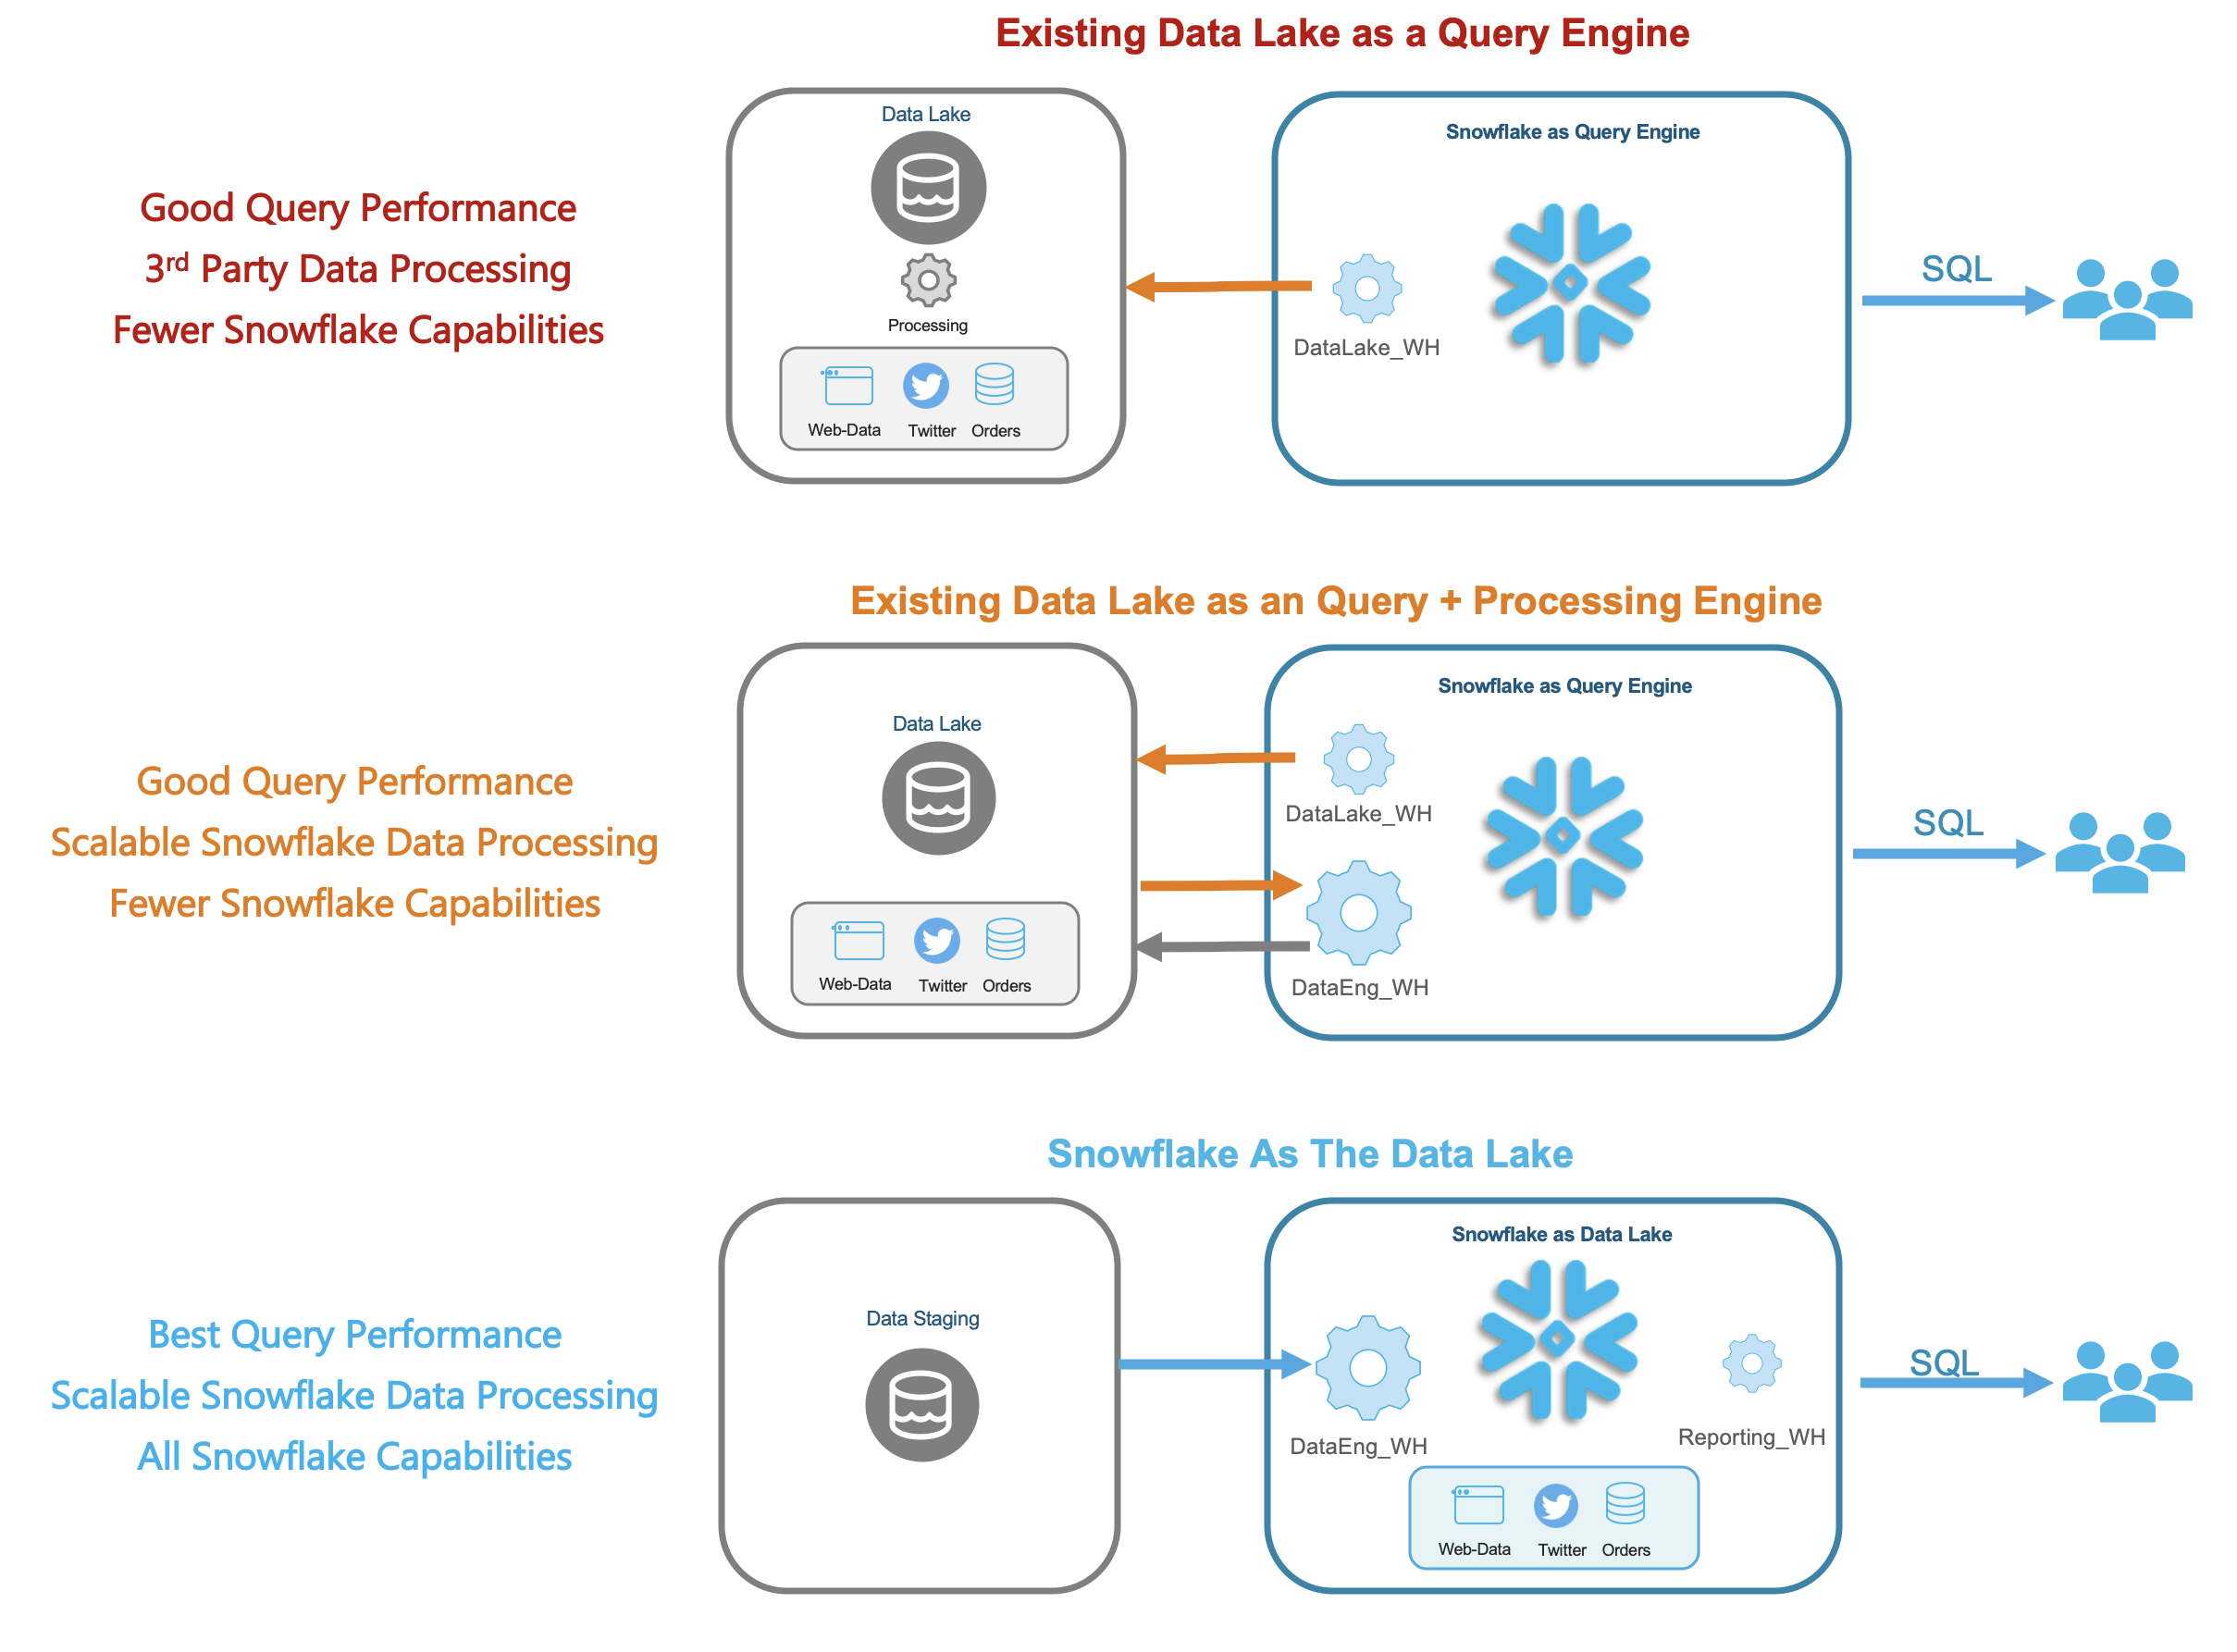 Existing Data Lake as a Query Engine
Good Query Performance
3rd Party Data Processing
Fewer Snowflake Capabilities
Data Lake
Processing
Web-Data Twitter Orders
Snowflake as Query Engine
DataLake_WH
SQL
Existing Data Lake as an Query + Processing Engine
Good Query Performance
Scalable Snowflake Data Processing
Fewer Snowflake Capabilities
Data Lake
Web-Data Twitter Orders
Snowflake as Query Engine
DataLake_WH
DataEng_WH
SQL
Snowflake As The Data Lake
Best Query Performance
Scalable Snowflake Data Processing
All Snowflake Capabilities
Data Staging
Snowflake as Data Lake
DataEng_WH
Reporting_WH
Web-Data Twitter Orders
SQL